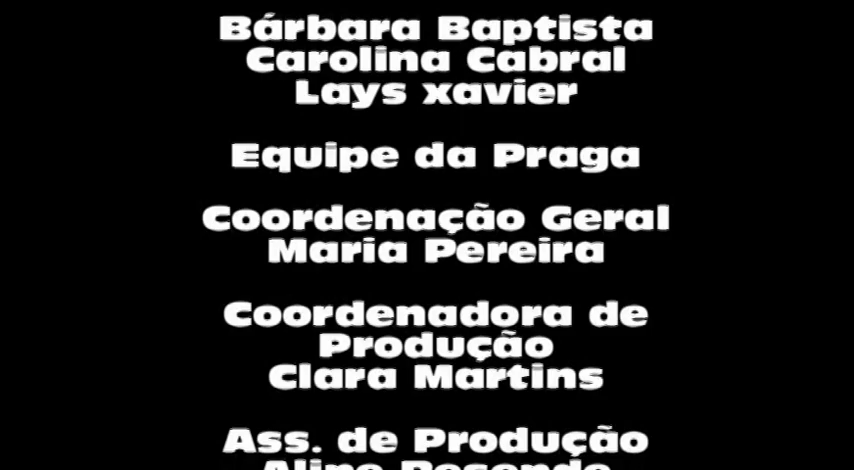 Bárbara Baptista
Carolina Cabral
Lays xavier
Equipe da Praga
Coordenação Geral
Maria Pereira
Coordenadora de
Produção
Clara Martins
Ass. de Produção